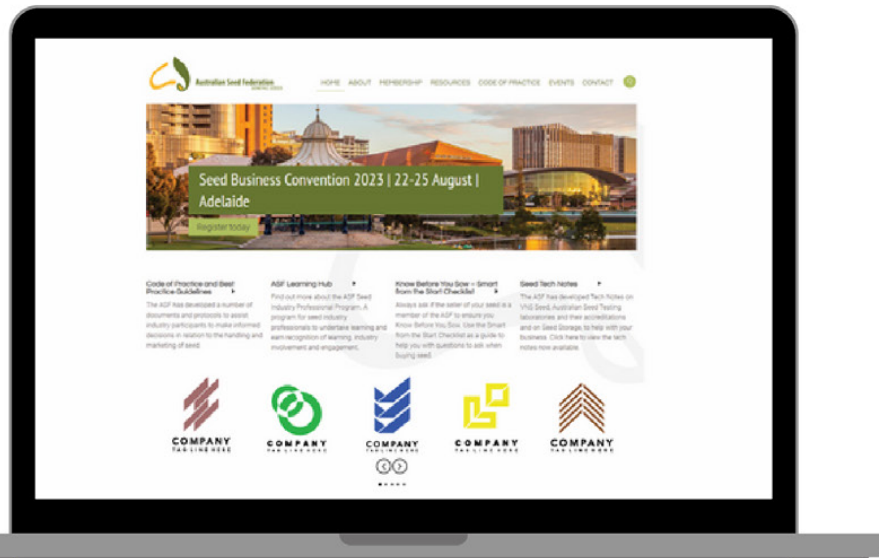 Australian Seed Federation
HOME ABOUT MEMBERSHIP RESOURCES CODE OF PRACTICE EVENTS CONTACT
Seed Business Convention 2023 | 22-25 August |
Adelaide
Register today
Code of Practice and Best
Practice Guidelines
The ASF has developed a number of
documents and protocols to assist
industry participants to make informed
decisions in relation to the handling and
marketing of seed.
ASF Learning Hub
Find out more about the ASF Seed
Industry Professional Program. A
program for seed industry
professionals to undertake learning and
earn recognition of learning, industry
involvement and engagement.
Know Before You Sow – Smart
from the Start Checklist
Always ask if the seller of your seed is a
member of the ASF to ensure you
Know Before You Sow. Use the Smart
from the Start Checklist as a guide to
help you with questions to ask when
buying seed.
Seed Tech Notes
The ASF has developed Tech Notes on
VNS Seed, Australian Seed Testing
laboratories and their accreditations
and on Seed Storage, to help with your
business. Click here to view the tech
notes now available.
COMPANY
TAG LINE HERE
COMPANY
TAG LINE HERE
COMPANY
TAG LINE HERE
COMPANY
TAG LINE HERE
COMPANY
TAG LINE HERE